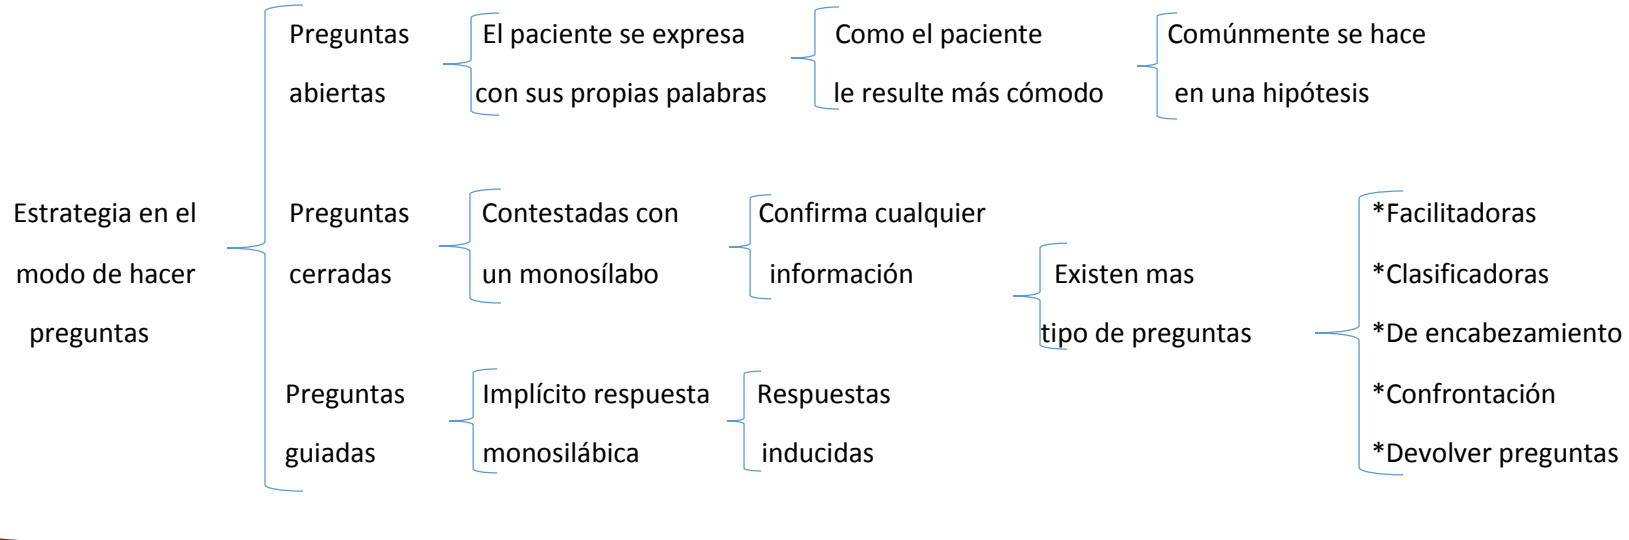 Estrategia en el
modo de hacer
preguntas
Preguntas
abiertas
El paciente se expresa
con sus propias palabras
Como el paciente
le resulte más cómodo
Comúnmente se hace
en una hipótesis
Preguntas
cerradas
Contestadas con
un monosílabo
Confirma cualquier
información
Preguntas
guiadas
Implícito respuesta
monosilábica
Respuestas
inducidas
Existen mas
tipo de preguntas
*Facilitadoras
*Clasificadoras
*De encabezamiento
*Confrontación
*Devolver preguntas